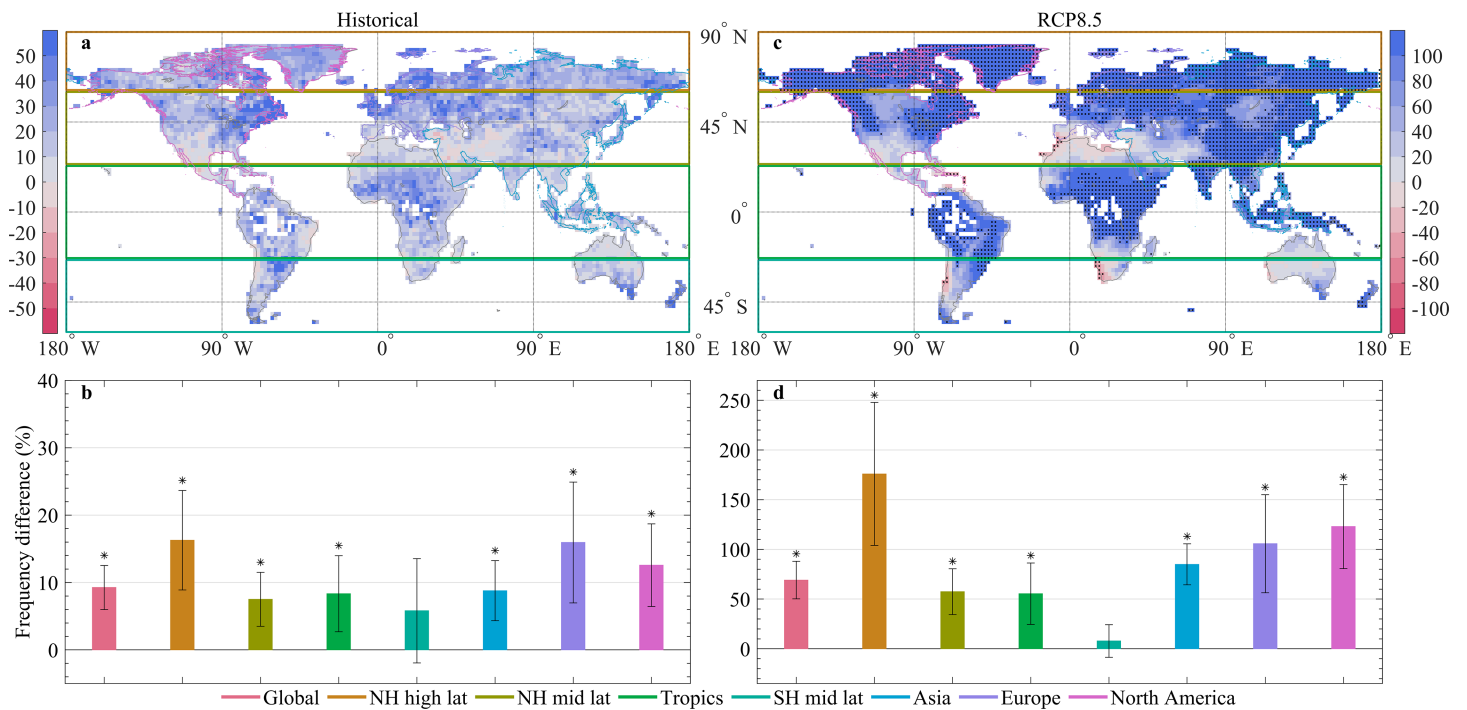 Historical
RCP8.5
a
c
50
40
30
20
10
0
-10
-20
-30
-40
-50
90° N
45° N
0°
45° S
100
80
60
40
20
0
-20
-40
-60
-80
-100
180° W
90° W
0
90° E
180° E
180° W
90° W
0°
90° E
180° E
b
d
Frequency difference (%)
40
30
20
10
0
250
200
150
100
50
0
* * * * * * *
* * * * * * *
Global NH high lat NH mid lat Tropics SH mid lat Asia Europe North America